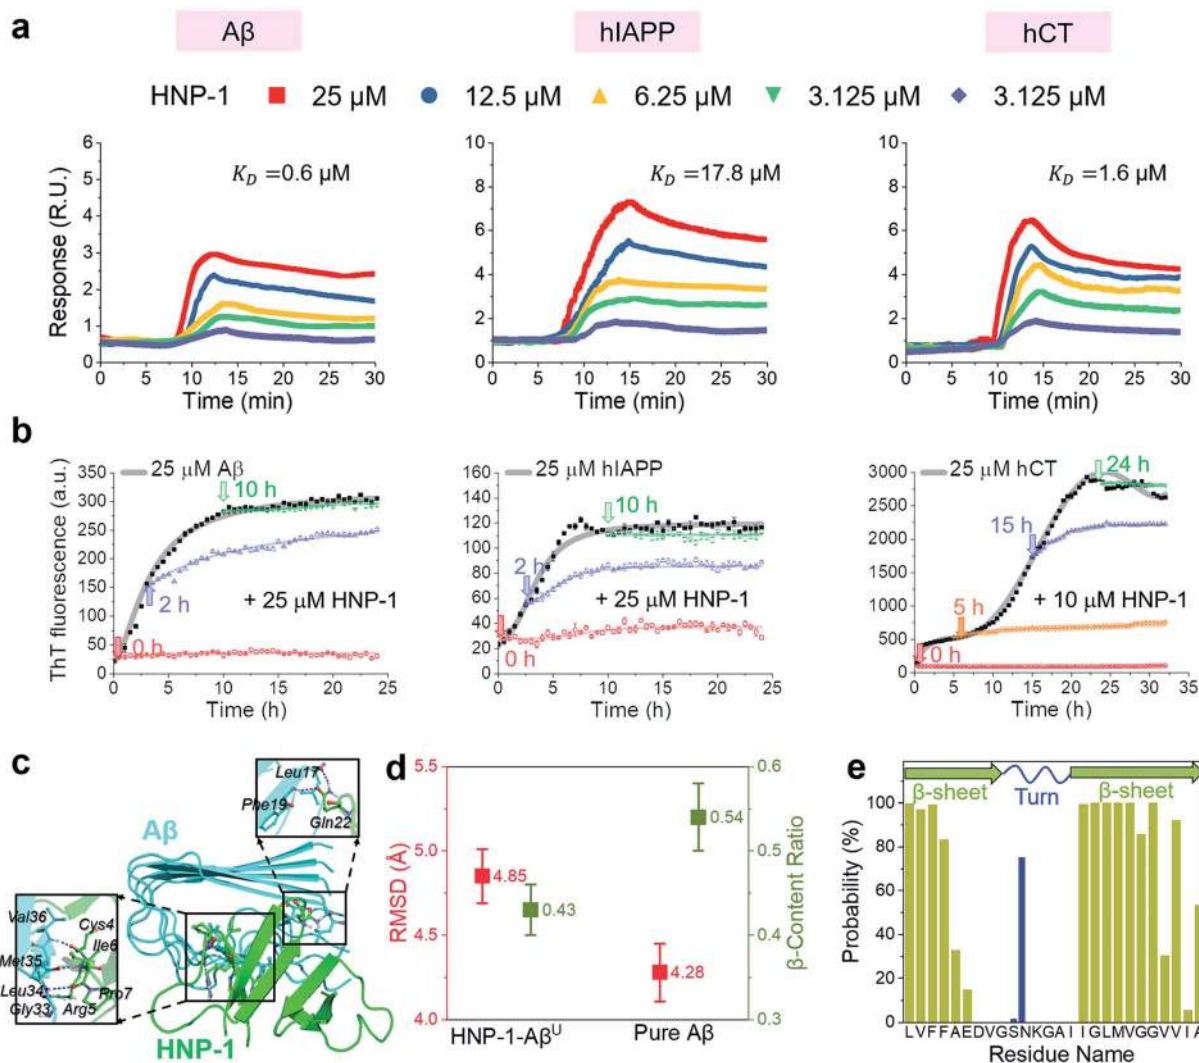 a
Aβ hIAPP hCT
HNP-1 25 μM 12.5 μM 6.25 μM 3.125 μM 3.125 μM
Response (R.U.)
6
5
4
3
2
1
0
K_D =0.6 μM
0 5 10 15 20 25 30
Time (min)
10
8
6
4
2
0
K_D =17.8 μM
0 5 10 15 20 25 30
Time (min)
10
8
6
4
2
0
K_D =1.6 μM
0 5 10 15 20 25 30
Time (min)
b
ThT fluorescence (a.u.)
350
300
250
200
150
100
50
0
25 μM Aβ
10 h
2 h
+ 25 μM HNP-1
0 h
0 5 10 15 20 25
Time (h)
160
140
120
100
80
60
40
20
0
25 μM hIAPP
10 h
2 h
+ 25 μM HNP-1
0 h
0 5 10 15 20 25
Time (h)
3000
2500
2000
1750
1000
500
0
25 μM hCT
24 h
15 h
5 h
+ 10 μM HNP-1
0 h
0 5 10 15 20 25 30 35
Time (h)
c
Leu17
Phe19
Gln22
Aβ
Val36
Cys4
Ile6
Met35
Leu34
Pro7
Gly33
Arg5
HNP-1
d
RMSD (Å)
5.5
5.0
4.5
4.0
4.85
0.43
0.54
4.28
HNP-1-Aβᵁ Pure Aβ
0.6
0.5
0.4
0.3
β-Content Ratio
e
β-sheet Turn β-sheet
Probability (%)
100
80
60
40
20
0
LVFFAEDVGSNKGAIIGLMVGGVVIA
Residue Name